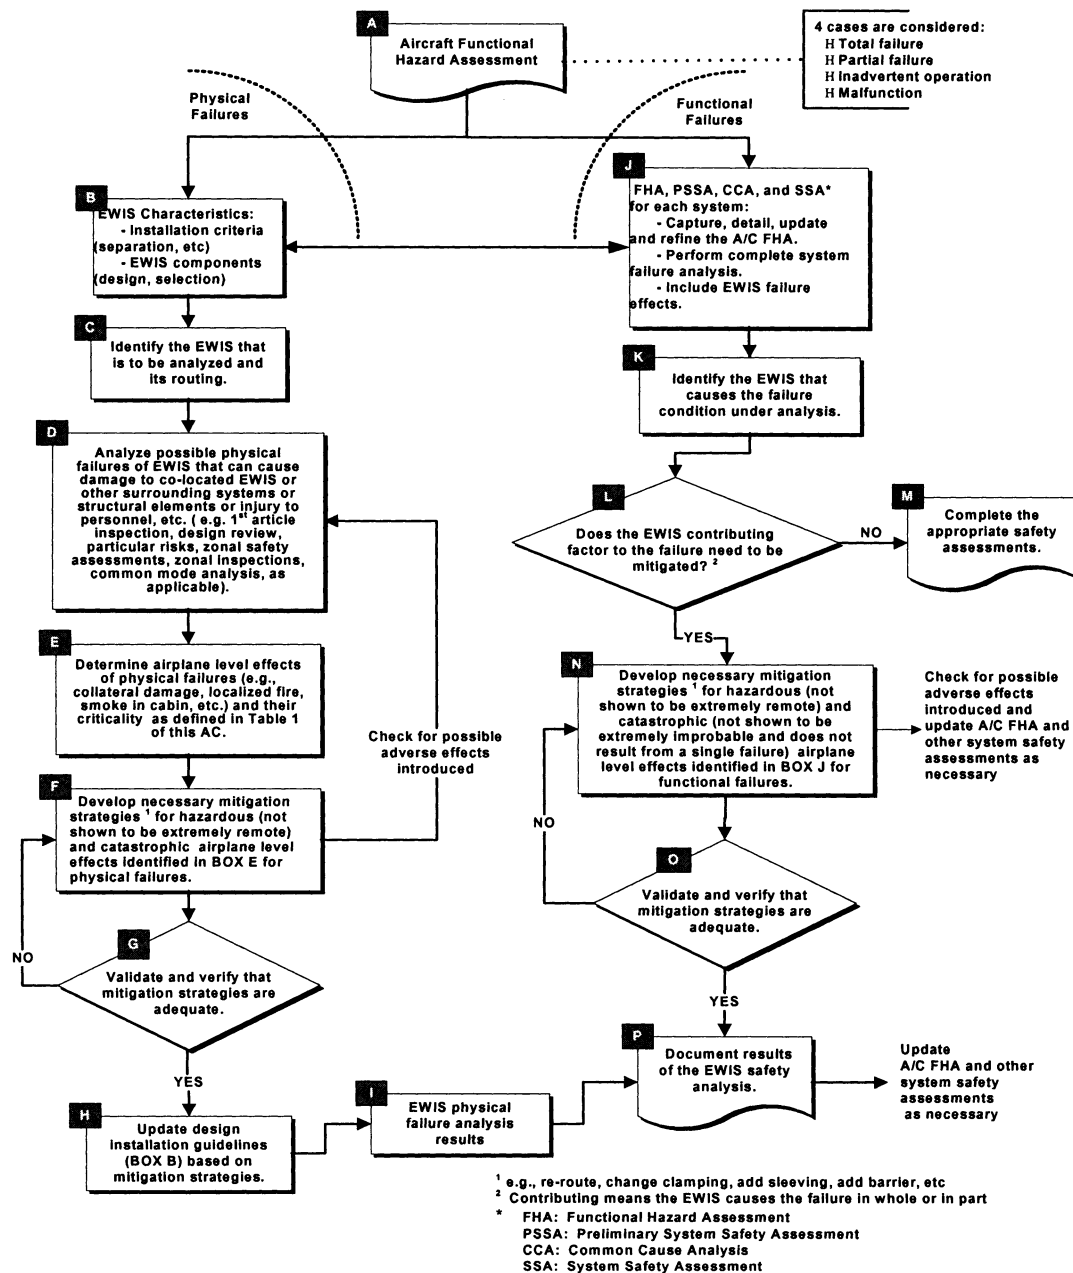 A
Aircraft Functional
Hazard Assessment
4 cases are considered:
H Total failure
H Partial failure
H Inadvertent operation
H Malfunction
Physical
Failures
Functional
Failures
B
EWIS Characteristics:
- Installation criteria
(separation, etc)
- EWIS components
(design, selection)
J
FHA, PSSA, CCA, and SSA*
for each system:
- Capture, detail, update
and refine the A/C FHA.
- Perform complete system
failure analysis.
- Include EWIS failure
effects.
C
Identify the EWIS that
is to be analyzed and
its routing.
K
Identify the EWIS that
causes the failure
condition under analysis.
D
Analyze possible physical
failures of EWIS that can cause
damage to co-located EWIS or
other surrounding systems or
structural elements or injury to
personnel, etc. ( e.g. 1st article
inspection, design review,
particular risks, zonal safety
assessments, zonal inspections,
common mode analysis, as
applicable).
L
Does the EWIS contributing
factor to the failure need to be
mitigated? 2
NO
M
Complete the
appropriate safety
assessments.
YES
E
Determine airplane level effects
of physical failures (e.g.,
collateral damage, localized fire,
smoke in cabin, etc.) and their
criticality as defined in Table 1
of this AC.
Check for possible
adverse effects
introduced
N
Develop necessary mitigation
strategies 1 for hazardous (not
shown to be extremely remote) and
catastrophic (not shown to be
extremely improbable and does not
result from a single failure) airplane
level effects identified in BOX J for
functional failures.
Check for possible
adverse effects
introduced and
update A/C FHA and
other system safety
assessments as
necessary
F
Develop necessary mitigation
strategies 1 for hazardous (not
shown to be extremely remote)
and catastrophic airplane level
effects identified in BOX E for
physical failures.
NO
O
Validate and verify that
mitigation strategies are
adequate.
G
Validate and verify that
mitigation strategies are
adequate.
NO
YES
YES
H
Update design
installation guidelines
(BOX B) based on
mitigation strategies.
I
EWIS physical
failure analysis
results
P
Document results
of the EWIS safety
analysis.
Update
A/C FHA and other
system safety
assessments
as necessary
1 e.g., re-route, change clamping, add sleeving, add barrier, etc
2 Contributing means the EWIS causes the failure in whole or in part
* FHA: Functional Hazard Assessment
PSSA: Preliminary System Safety Assessment
CCA: Common Cause Analysis
SSA: System Safety Assessment